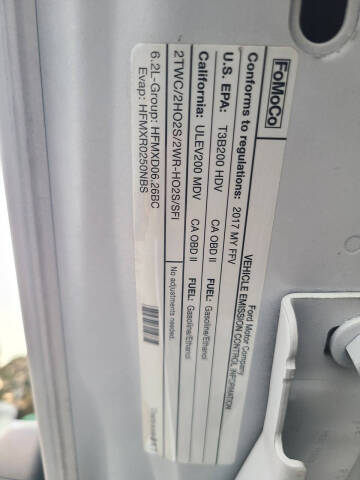 FoMoCo
Ford Motor Company
VEHICLE EMISSION CONTROL INFORMATION
Conforms to regulations: 2017 MY FFV
U.S. EPA: T3B200 HDV CA OBD II FUEL: Gasoline/Ethanol
California: ULEV200 MDV CA OBD II FUEL: Gasoline/Ethanol
2TWC/2HO2S/2WR-HO2S/SFI No adjustments needed.
6.2L-Group: HFMXD06.26BC
Evap: HFMXR0250NBS